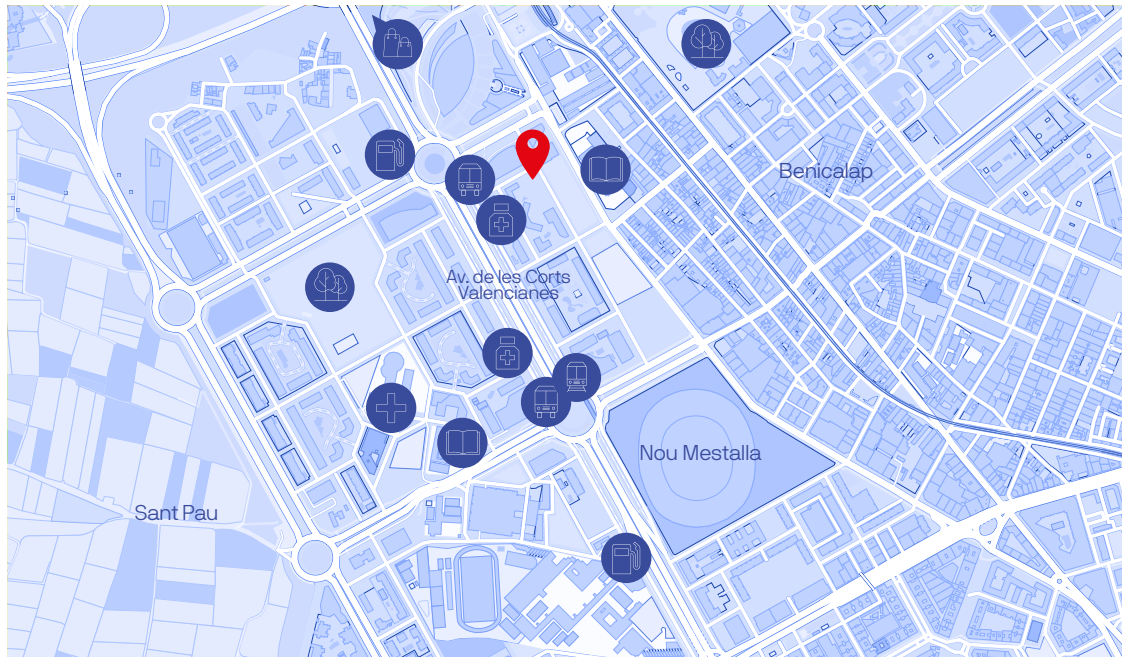 Benicalap
Av. de les Corts
Valencianes
Nou Mestalla
Sant Pau